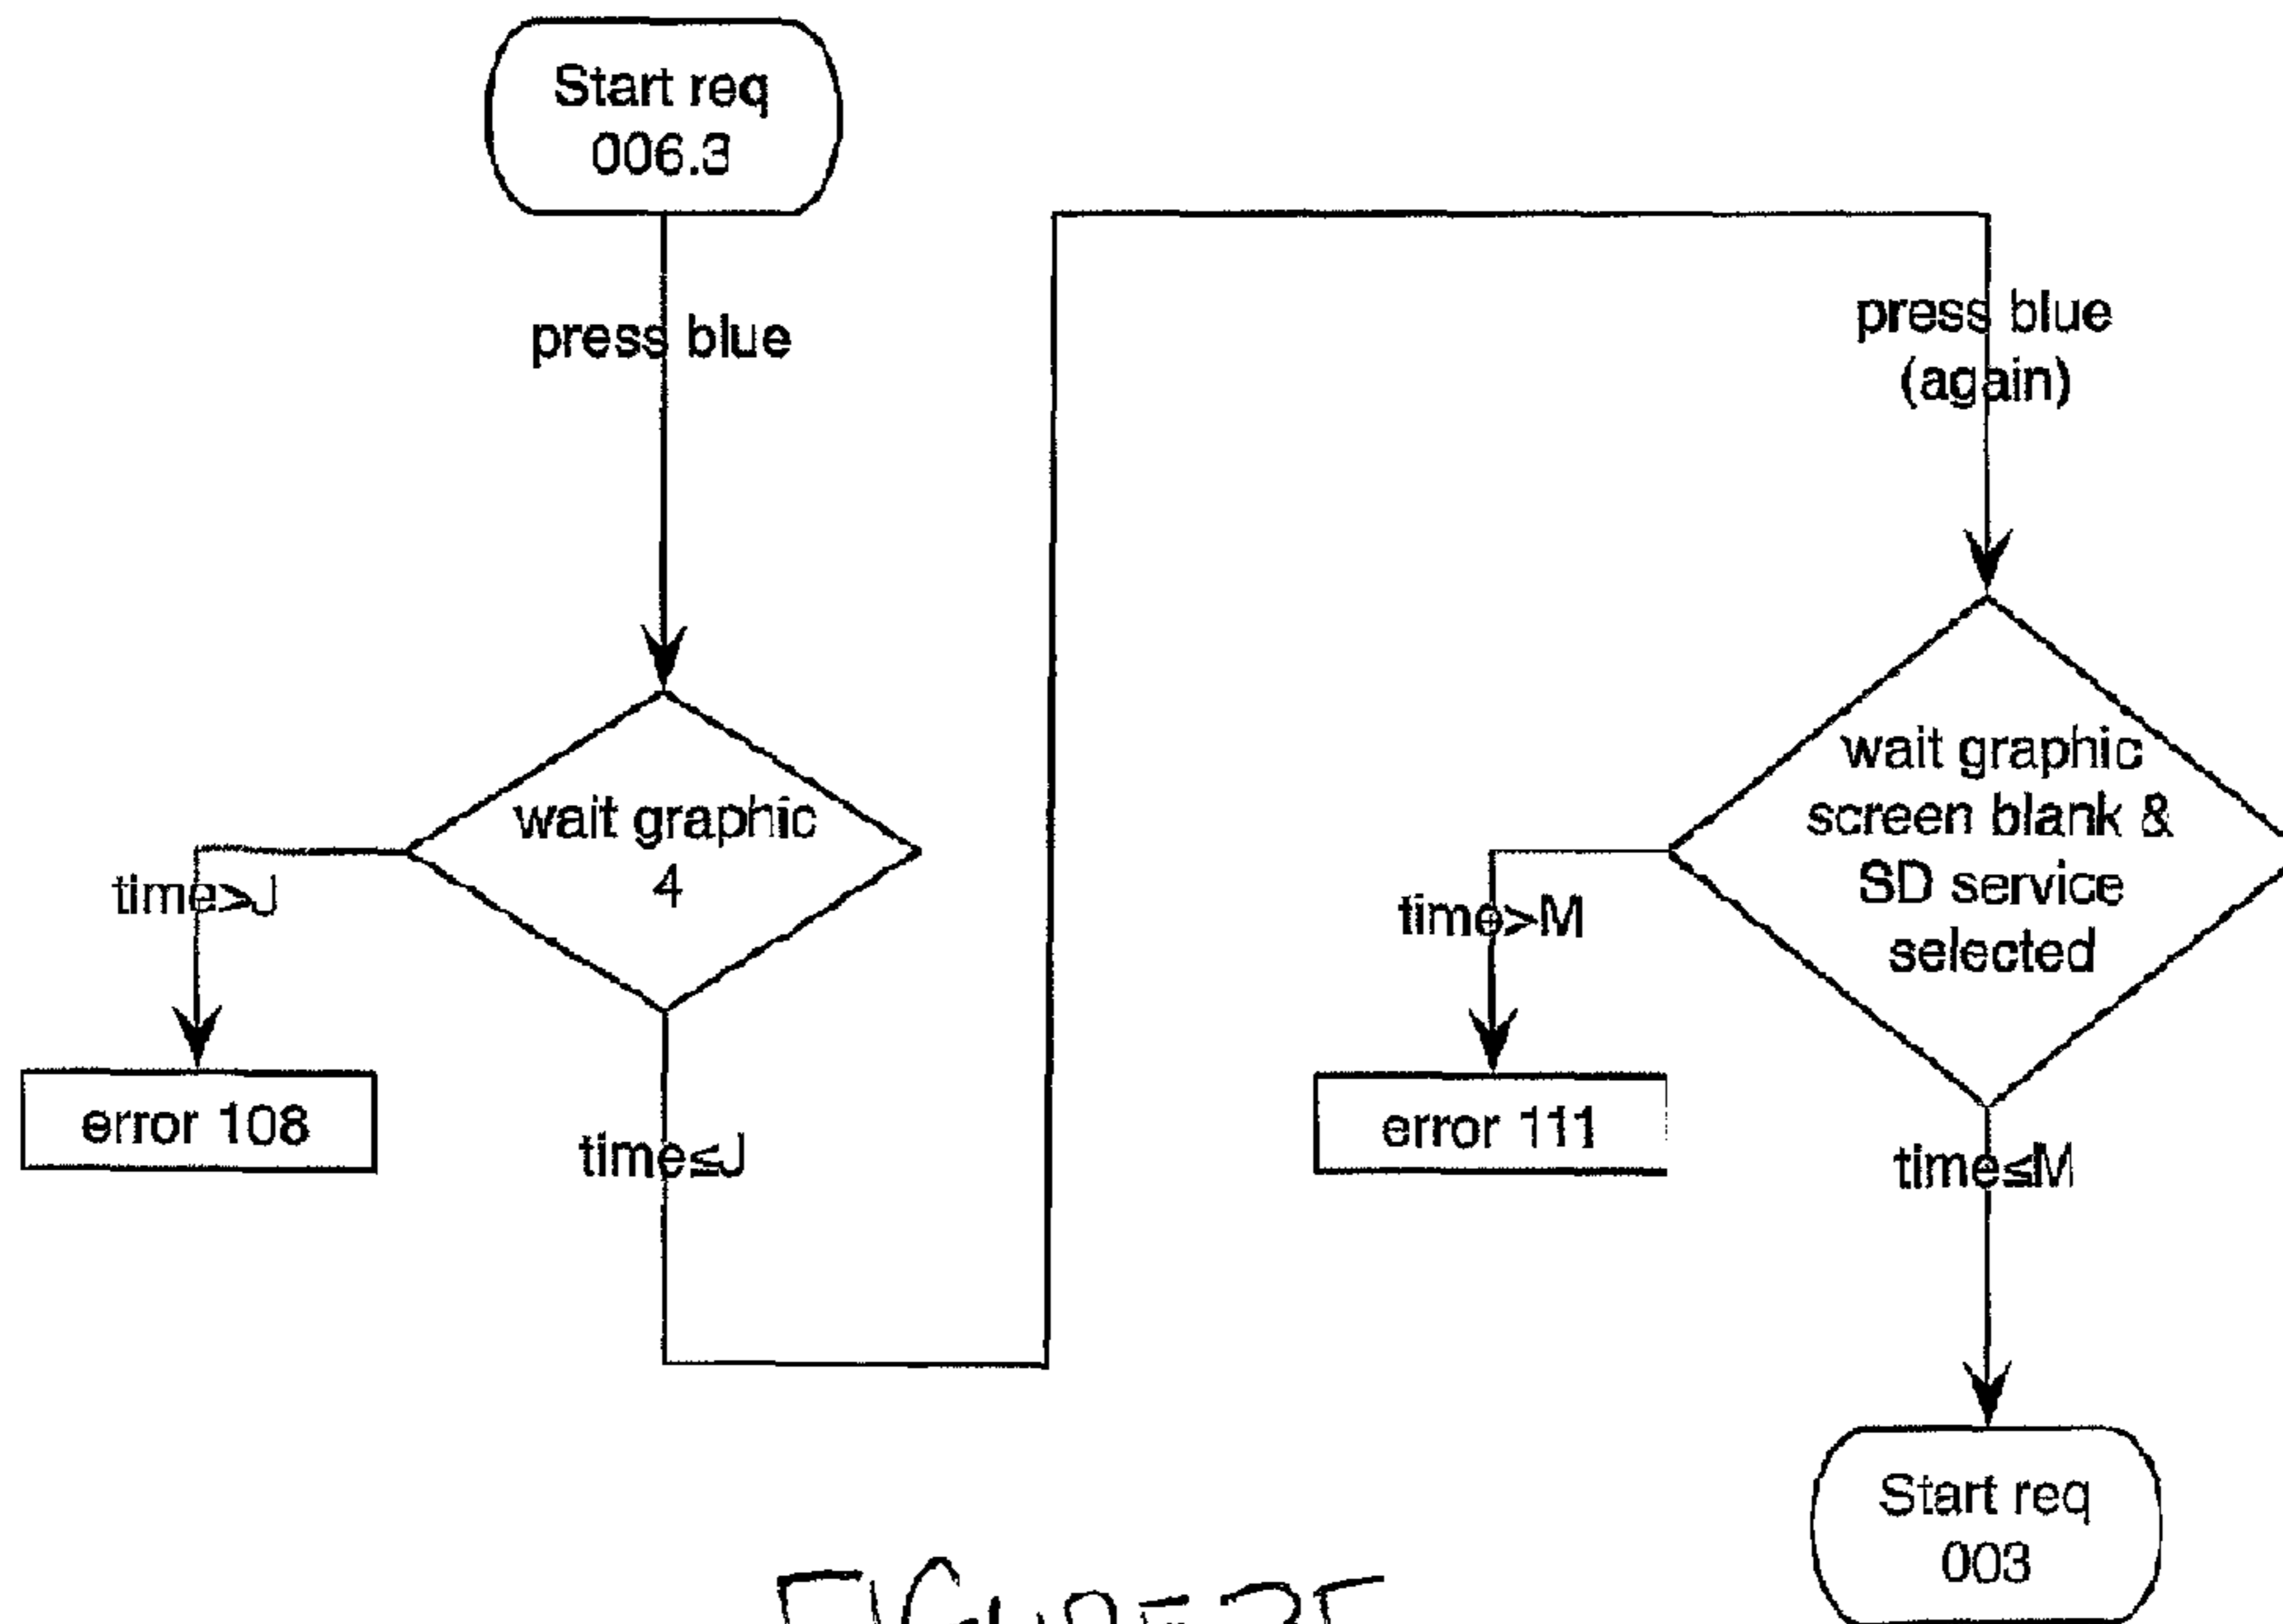 Start req
006.3
press blue
wait graphic
4
time>J
error 108
time≤J
press blue
(again)
wait graphic
screen blank &
SD service
selected
time>M
error 111
time≤M
Start req
003